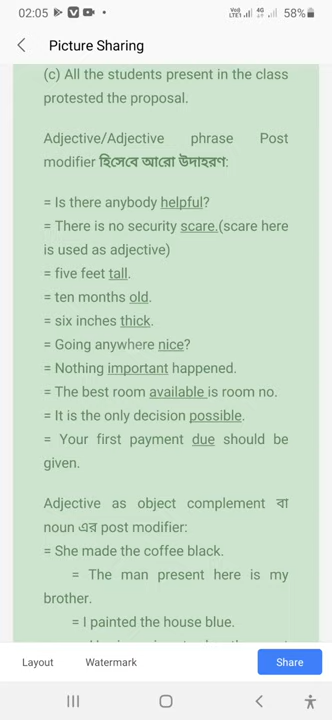 02:05
58%
Picture Sharing
(c) All the students present in the class
protested the proposal.
Adjective/Adjective phrase Post
modifier হিসেবে আরো উদাহরণ:
= Is there anybody helpful?
= There is no security scare.(scare here
is used as adjective)
= five feet tall.
= ten months old.
= six inches thick.
= Going anywhere nice?
= Nothing important happened.
= The best room available is room no.
= It is the only decision possible.
= Your first payment due should be
given.
Adjective as object complement বা
noun এর post modifier:
= She made the coffee black.
= The man present here is my
brother.
= I painted the house blue.
Layout
Watermark
Share